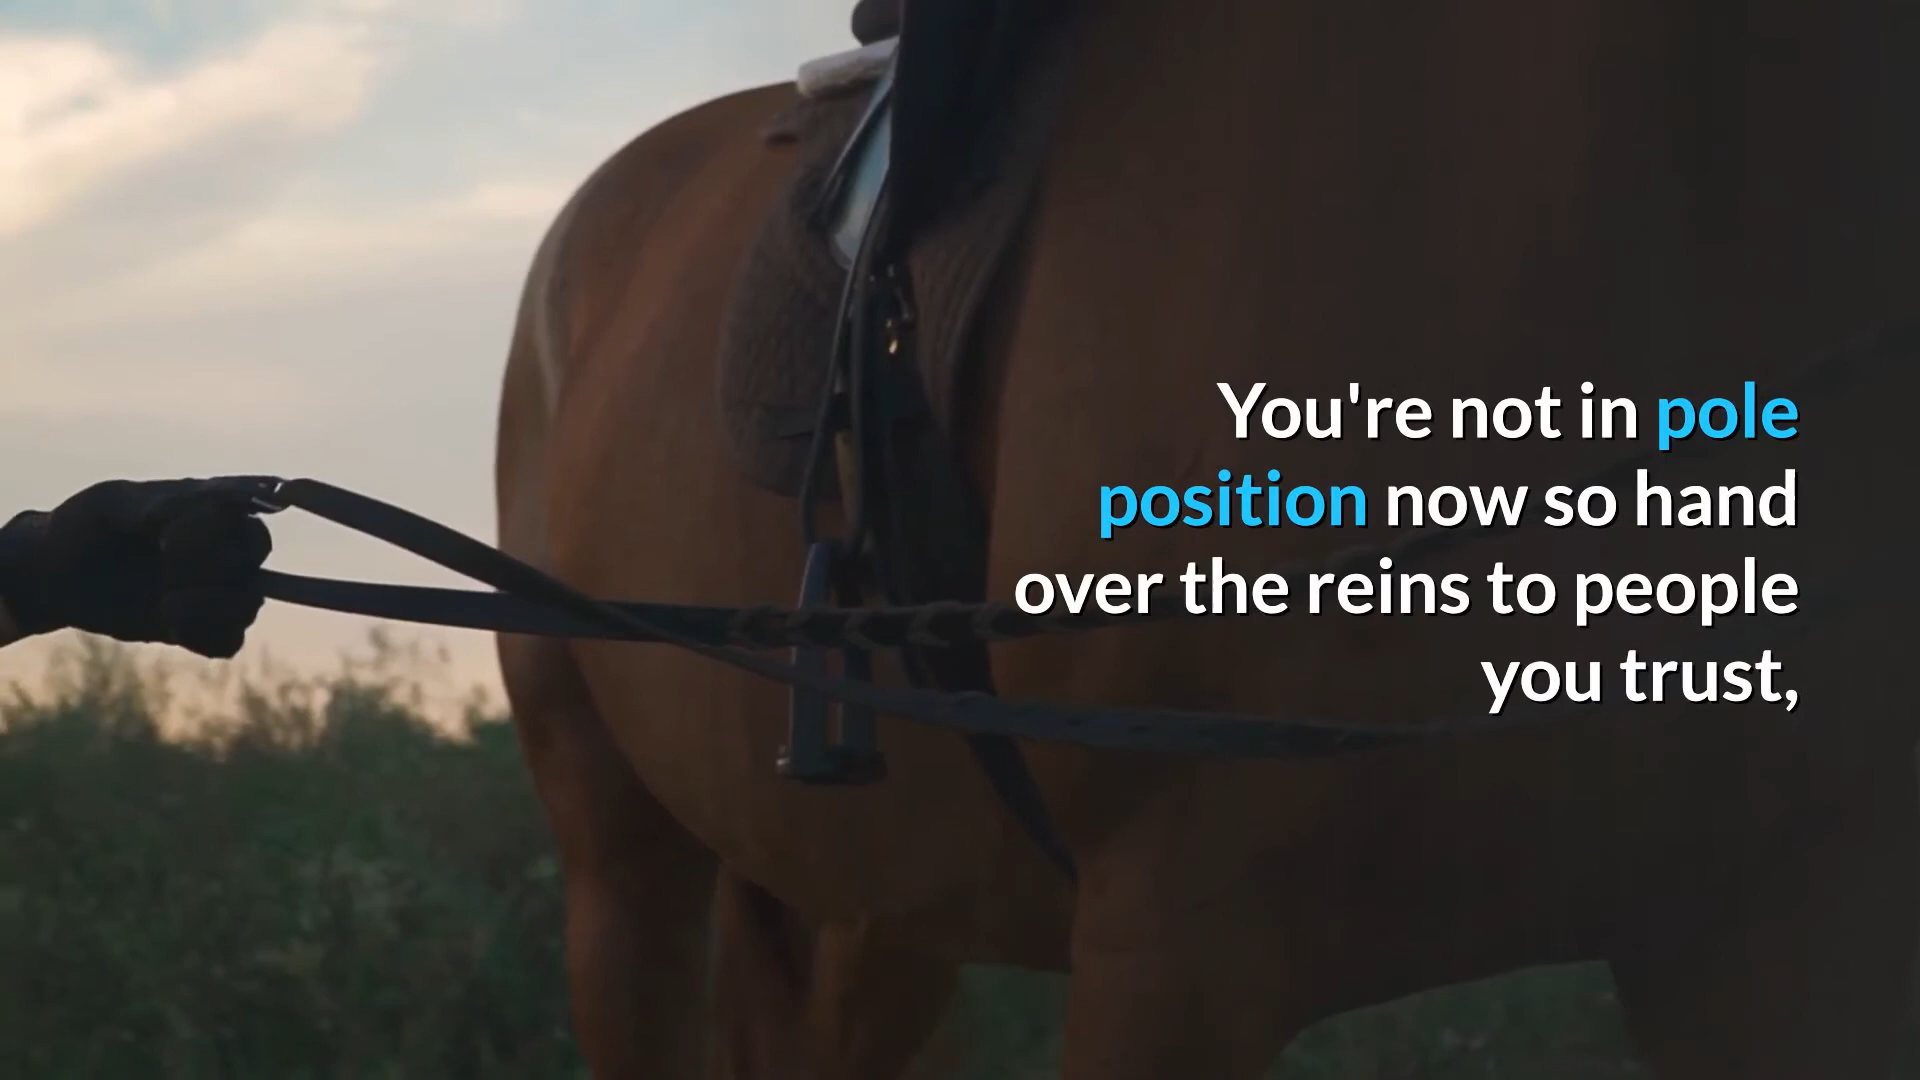 You're not in pole
position now so hand
over the reins to people
you trust,